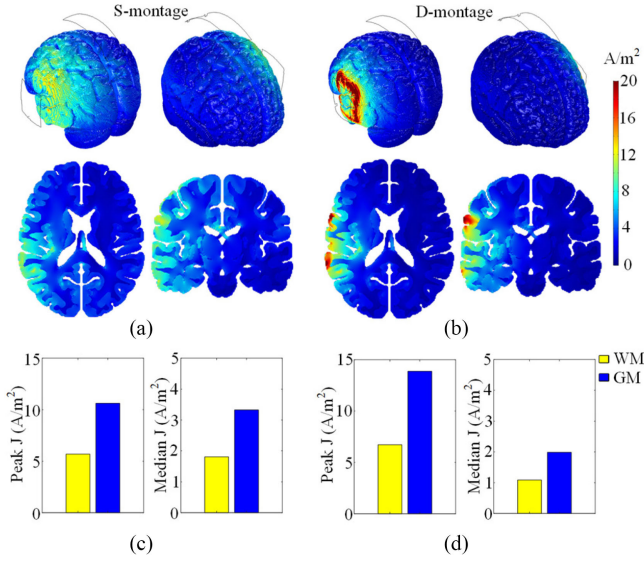 S-montage
D-montage
A/m²
20
16
12
8
4
0
(a)
(b)
Peak J (A/m²)
15
10
5
0
Median J (A/m²)
5
4
3
2
1
0
Peak J (A/m²)
15
10
5
0
Median J (A/m²)
5
4
3
2
1
0
WM
GM
(c)
(d)